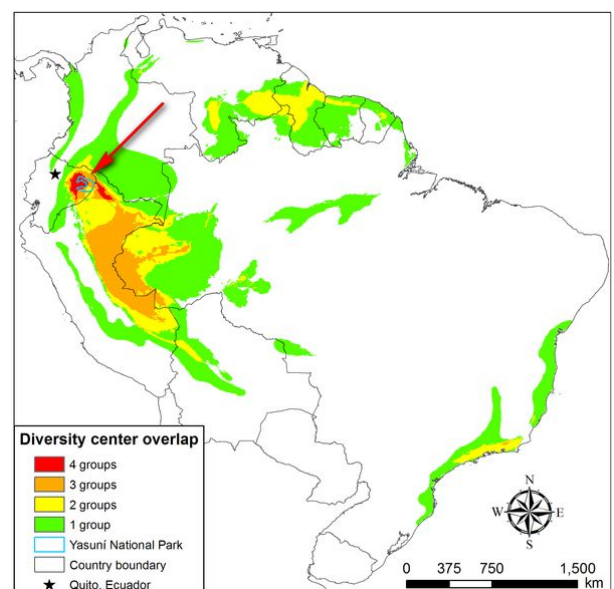 N
W E
S
Diversity center overlap
4 groups
3 groups
2 groups
1 group
Yasuní National Park
Country boundary
Quito, Ecuador
0 375 750 1,500
km